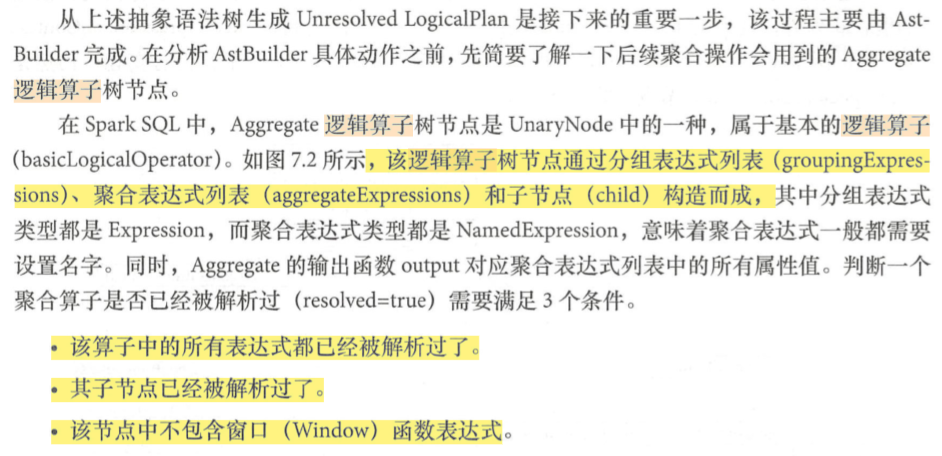 从上述抽象语法树生成 Unresolved LogicalPlan 是接下来的重要一步，该过程主要由 Ast-
Builder 完成。在分析 AstBuilder 具体动作之前，先简要了解一下后续聚合操作会用到的 Aggregate
逻辑算子树节点。
在 Spark SQL 中，Aggregate 逻辑算子树节点是 UnaryNode 中的一种，属于基本的逻辑算子
(basicLogicalOperator)。如图 7.2 所示，该逻辑算子树节点通过分组表达式列表（groupingExpres-
sions)、聚合表达式列表（aggregateExpressions）和子节点（child）构造而成，其中分组表达式
类型都是 Expression，而聚合表达式类型都是 NamedExpression，意味着聚合表达式一般都需要
设置名字。同时，Aggregate 的输出函数 output 对应聚合表达式列表中的所有属性值。判断一个
聚合算子是否已经被解析过（resolved=true）需要满足 3 个条件。
• 该算子中的所有表达式都已经被解析过了。
• 其子节点已经被解析过了。
• 该节点中不包含窗口（Window）函数表达式。